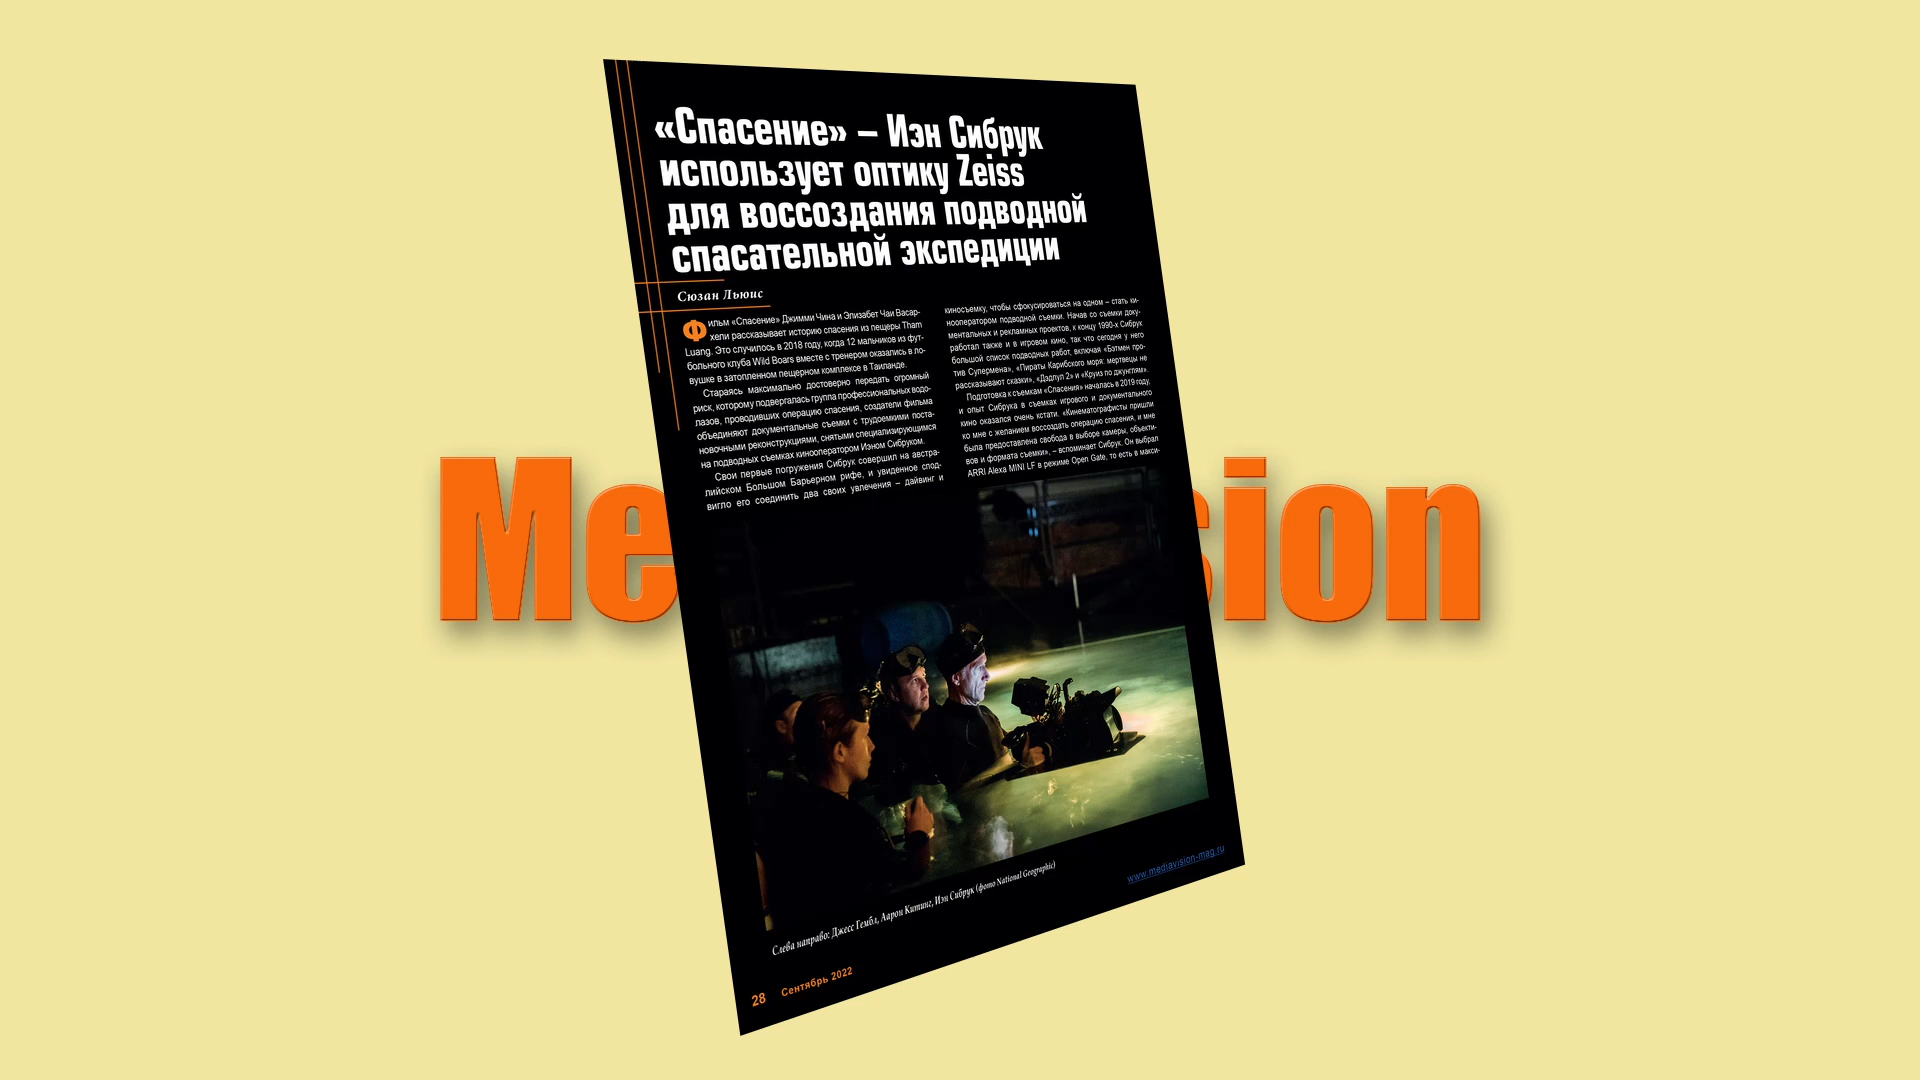 «Спасение» – Иэн Сибрук
использует оптику Zeiss
для воссоздания подводной
спасательной экспедиции
Сюзан Льюис
Фильм «Спасение» Джимми Чина и Элизабет Чаи Васар-
хели рассказывает историю спасения из пещеры Tham
Luang. Это случилось в 2018 году, когда 12 мальчиков из фут-
больного клуба Wild Boars вместе с тренером оказались в ло-
вушке в затопленном пещерном комплексе в Таиланде.
Стараясь максимально достоверно передать огромный
риск, которому подвергалась группа профессиональных водо-
лазов, проводивших операцию спасения, создатели фильма
объединяют документальные съемки с трудоемкими поста-
новочными реконструкциями, снятыми специализирующимся
на подводных съемках кинооператором Иэном Сибруком.
Свои первые погружения Сибрук совершил на австра-
лийском Большом Барьерном рифе, и увиденное спод-
вигло его соединить два своих увлечения – дайвинг и
киносъемку, чтобы сфокусироваться на одном – стать ки-
нооператором подводной съемки. Начав со съемки доку-
ментальных и рекламных проектов, к концу 1990-х Сибрук
работал также и в игровом кино, так что сегодня у него
большой список подводных работ, включая «Бэтмен про-
тив Супермена», «Пираты Карибского моря: мертвецы не
рассказывают сказки», «Дэдпул 2» и «Круиз по джунглям».
Подготовка к съемкам «Спасения» началась в 2019 году,
и опыт Сибрука в съемках игрового и документального
кино оказался очень кстати. «Кинематографисты пришли
ко мне с желанием воссоздать операцию спасения, и мне
была предоставлена свобода в выборе камеры, объекти-
вов и формата съемки», – вспоминает Сибрук. Он выбрал
ARRI Alexa MINI LF в режиме Open Gate, то есть в макси-
Me
sion
Слева направо: Джесс Гембл, Аарон Китинг, Иэн Сибрук (фото National Geographic)
www.mediavision-mag.ru
28 Сентябрь 2022